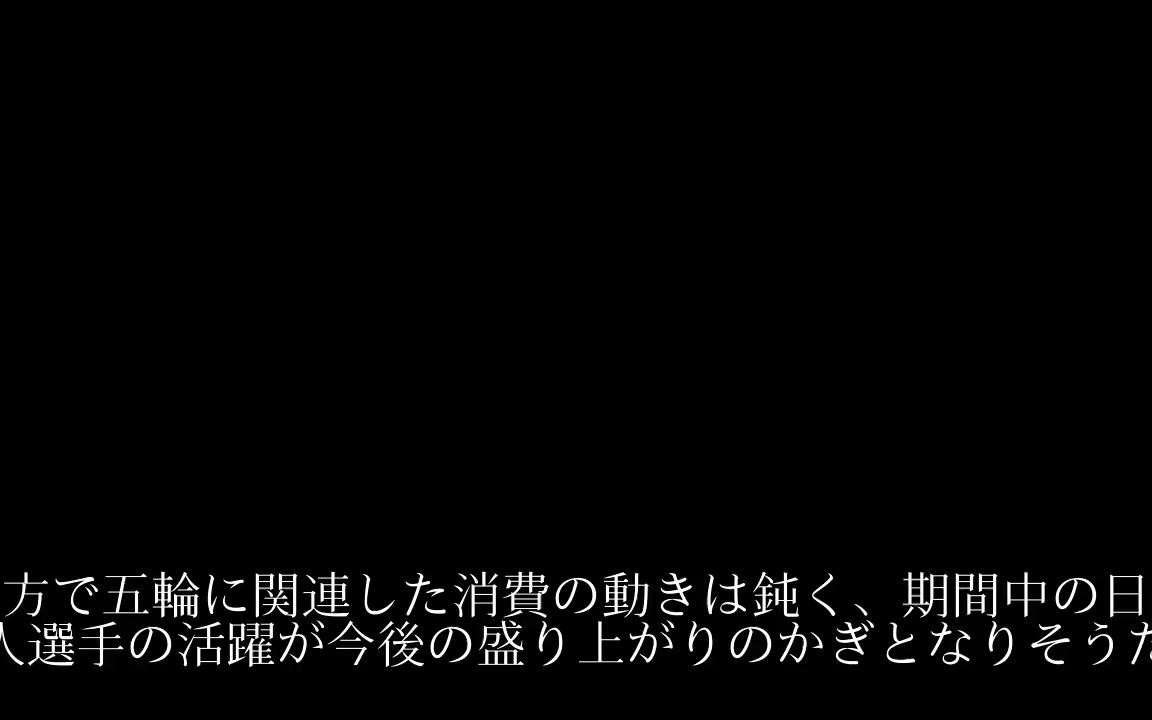 方で五輪に関連した消費の動きは鈍く、期間中の日
人選手の活躍が今後の盛り上がりのかぎとなりそうだ